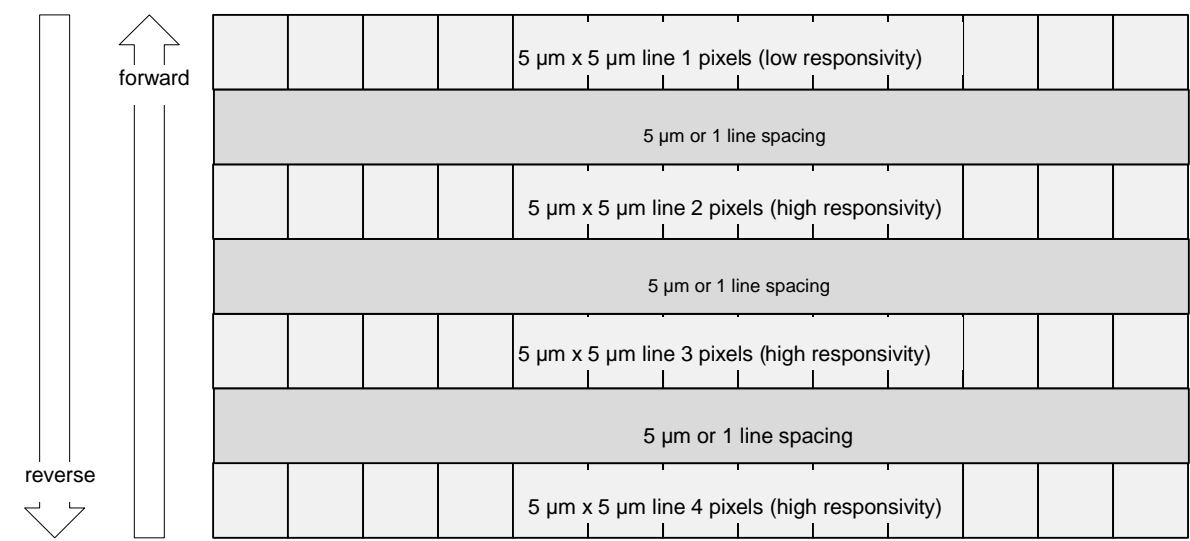 forward
5 µm x 5 µm line 1 pixels (low responsivity)
5 µm or 1 line spacing
5 µm x 5 µm line 2 pixels (high responsivity)
5 µm or 1 line spacing
5 µm x 5 µm line 3 pixels (high responsivity)
5 µm or 1 line spacing
reverse
5 µm x 5 µm line 4 pixels (high responsivity)